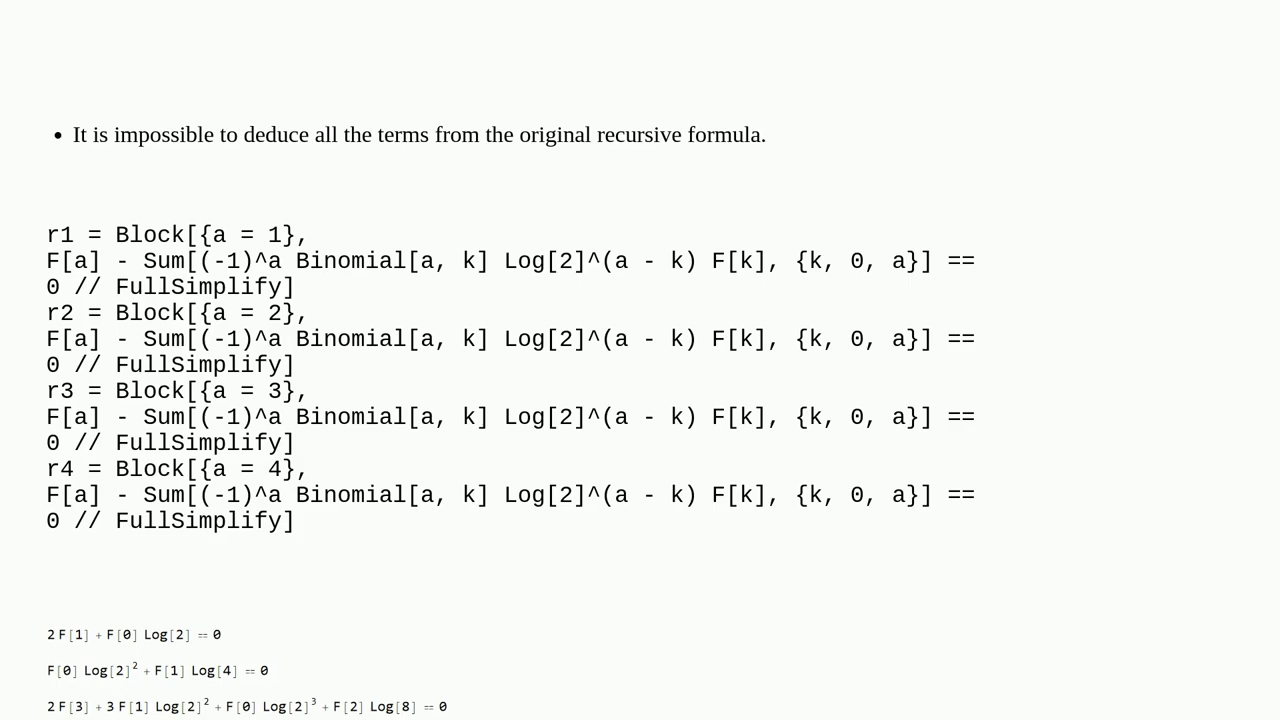 • It is impossible to deduce all the terms from the original recursive formula.
r1 = Block[{a = 1},
F[a] - Sum[(-1)^a Binomial[a, k] Log[2]^(a - k) F[k], {k, 0, a}] ==
0 // FullSimplify]
r2 = Block[{a = 2},
F[a] - Sum[(-1)^a Binomial[a, k] Log[2]^(a - k) F[k], {k, 0, a}] ==
0 // FullSimplify]
r3 = Block[{a = 3},
F[a] - Sum[(-1)^a Binomial[a, k] Log[2]^(a - k) F[k], {k, 0, a}] ==
0 // FullSimplify]
r4 = Block[{a = 4},
F[a] - Sum[(-1)^a Binomial[a, k] Log[2]^(a - k) F[k], {k, 0, a}] ==
0 // FullSimplify]
2 F[1] + F[0] Log[2] == 0
F[0] Log[2]² + F[1] Log[4] == 0
2 F[3] + 3 F[1] Log[2]² + F[0] Log[2]³ + F[2] Log[8] == 0